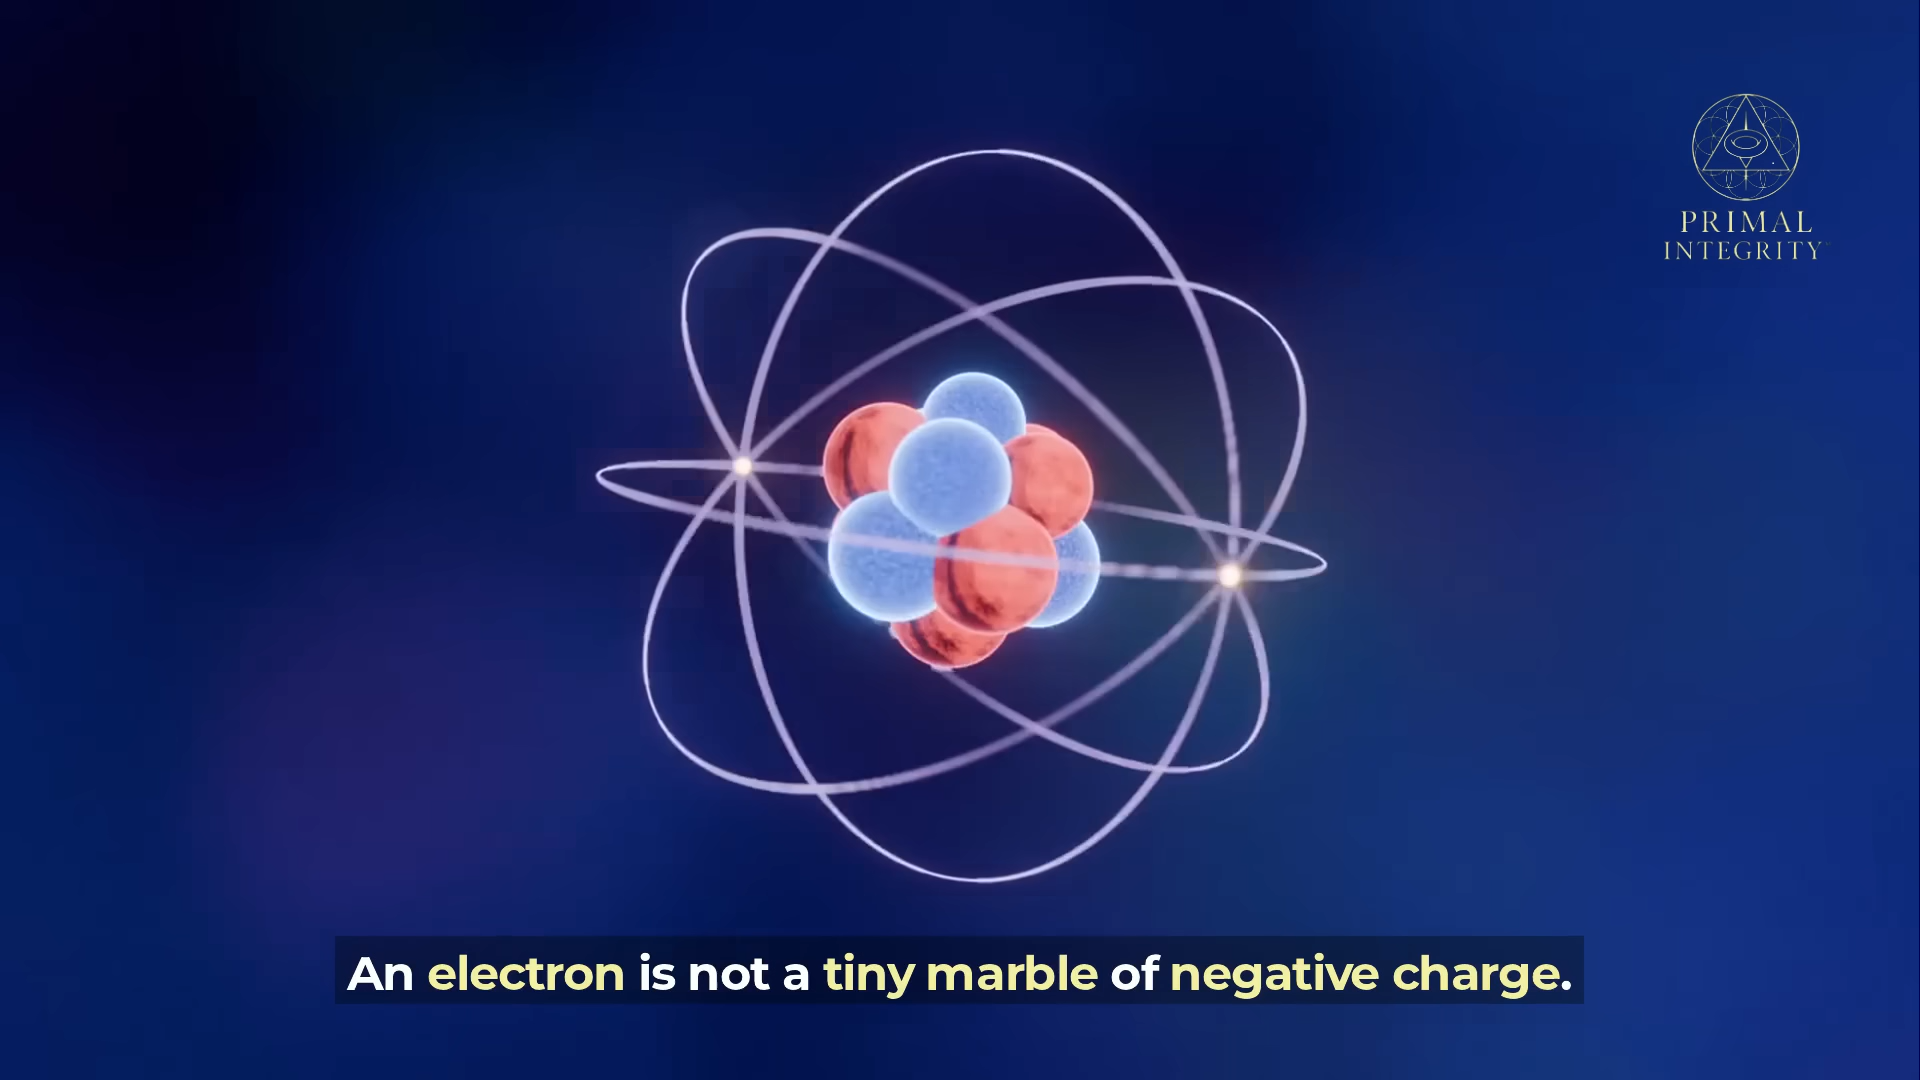 PRIMAL
INTEGRITY
An electron is not a tiny marble of negative charge.